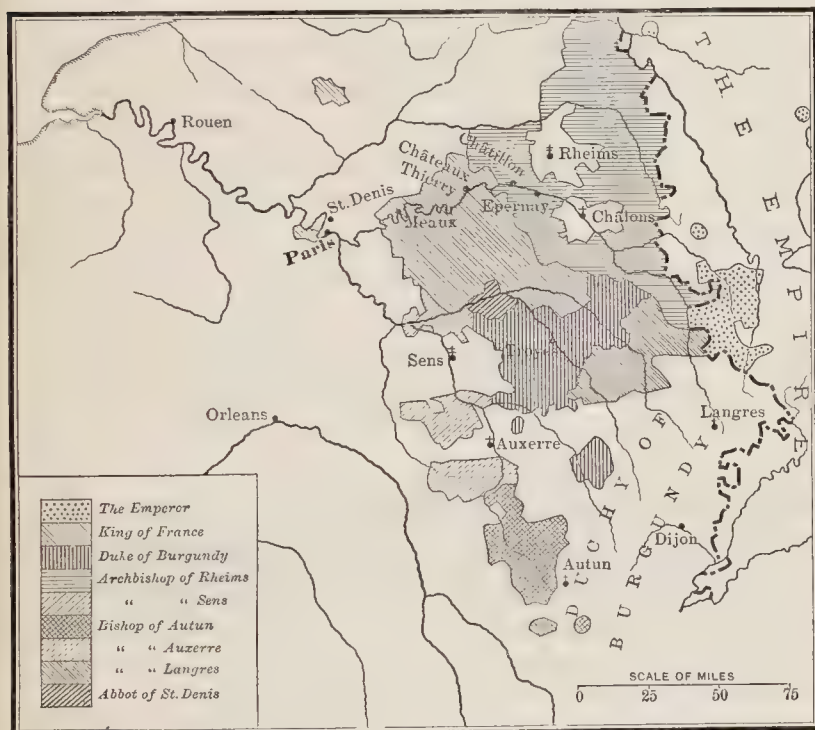 THE EMPIRE
Rouen
Rheims
Châtillon
Châteaux
Thierry
St. Denis
Epernay
Châlons
Meaux
Paris
Troyes
Sens
Orleans
Langres
Auxerre
DUCHY OF
BURGUNDY
Dijon
Autun
The Emperor
King of France
Duke of Burgundy
Archbishop of Rheims
“ “ Sens
Bishop of Autun
“ “ Auxerre
“ “ Langres
Abbot of St. Denis
SCALE OF MILES
0 25 50 75